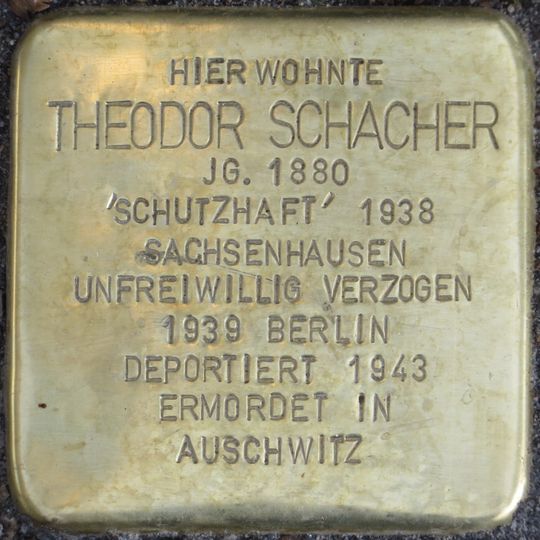 HIER WOHNTE
THEODOR SCHACHER
JG. 1880
'SCHUTZHAFT' 1938
SACHSENHAUSEN
UNFREIWILLIG VERZOGEN
1939 BERLIN
DEPORTIERT 1943
ERMORDET IN
AUSCHWITZ